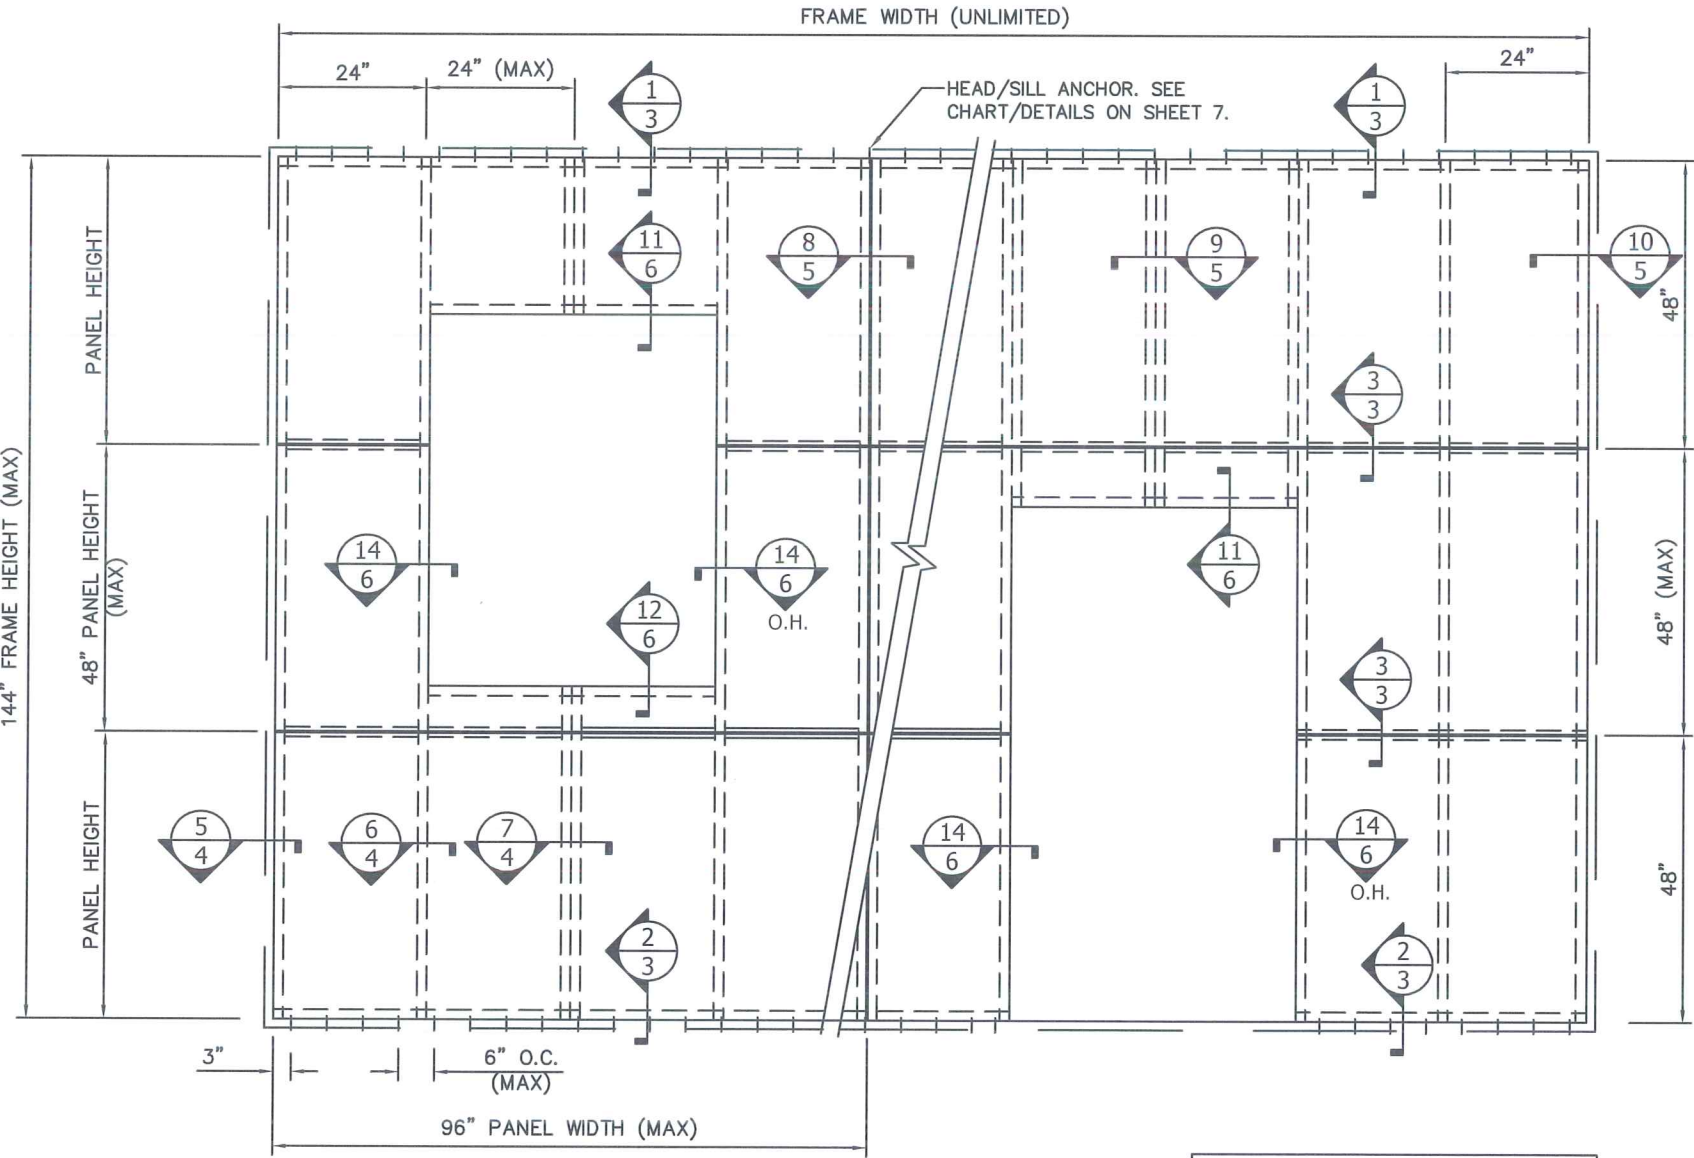 FRAME WIDTH (UNLIMITED)
24"
24" (MAX)
24"
1
3
HEAD/SILL ANCHOR. SEE
CHART/DETAILS ON SHEET 7.
1
3
PANEL HEIGHT
11
6
8
5
9
5
10
5
48"
3
3
144" FRAME HEIGHT (MAX)
48" PANEL HEIGHT
(MAX)
14
6
14
6
O.H.
11
6
48" (MAX)
12
6
3
3
PANEL HEIGHT
5
4
6
4
7
4
14
6
14
6
O.H.
48"
2
3
2
3
3"
6" O.C.
(MAX)
96" PANEL WIDTH (MAX)